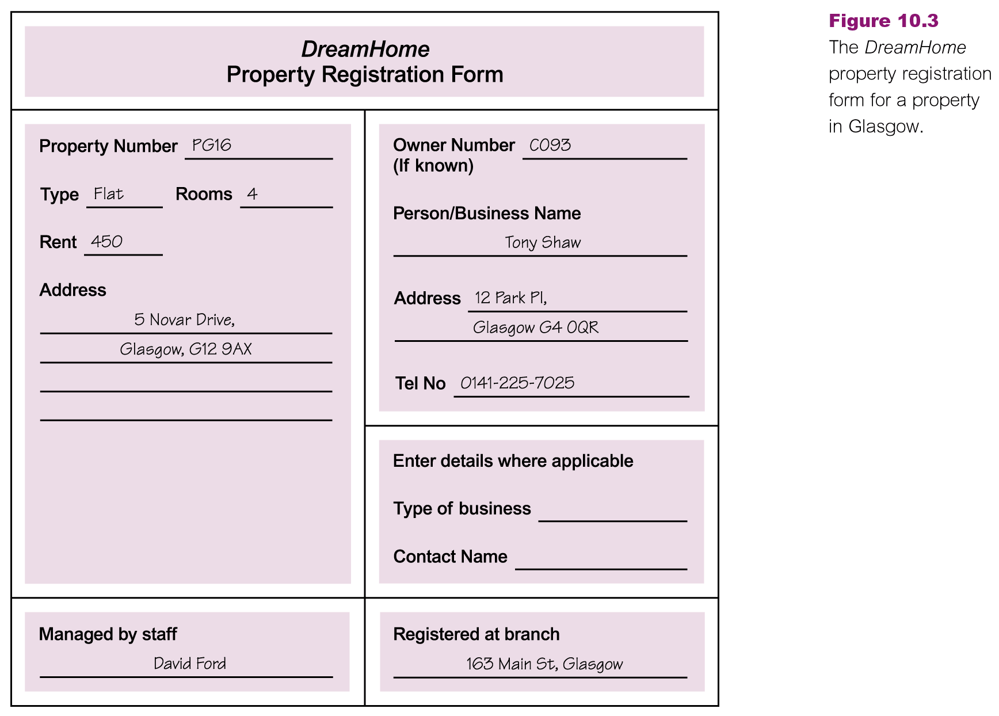 DreamHome
Property Registration Form
Property Number PG16
Type Flat Rooms 4
Rent 450
Address
5 Novar Drive,
Glasgow, G12 9AX
Owner Number CO93
(If known)
Person/Business Name
Tony Shaw
Address 12 Park Pl,
Glasgow G4 0QR
Tel No 0141-225-7025
Enter details where applicable
Type of business
Contact Name
Managed by staff
David Ford
Registered at branch
163 Main St, Glasgow
Figure 10.3
The DreamHome
property registration
form for a property
in Glasgow.